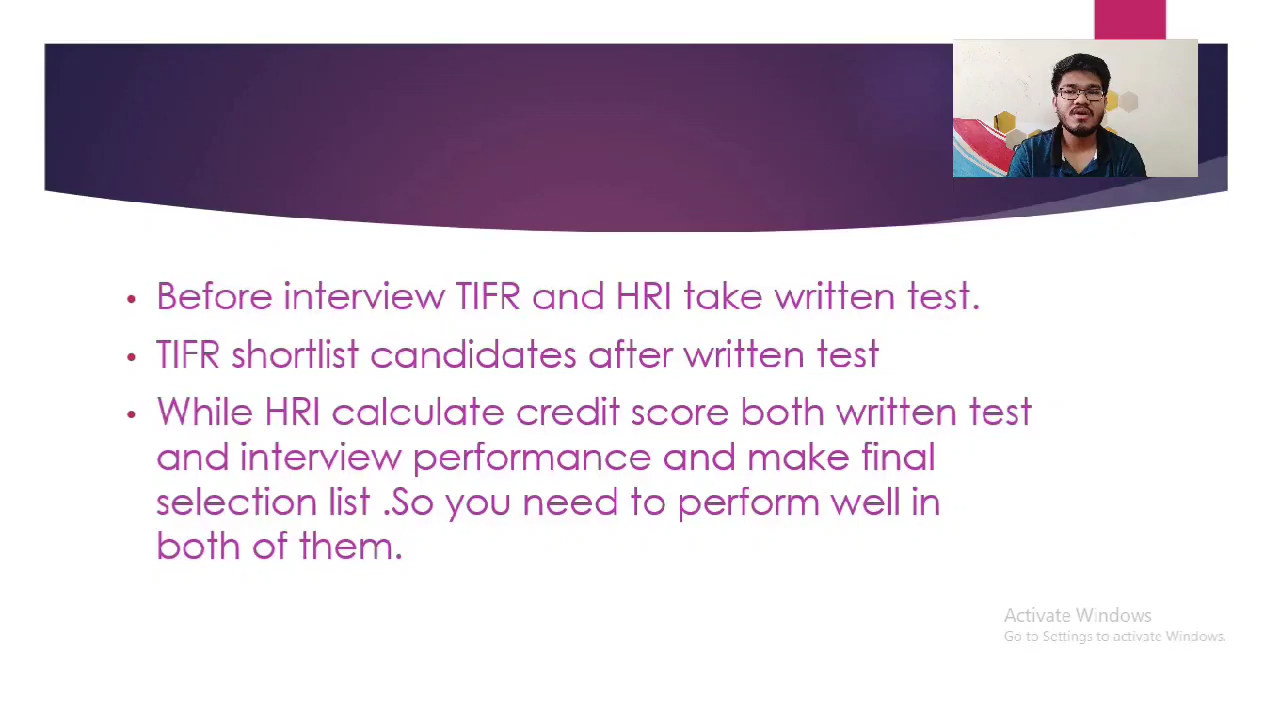 • Before interview TIFR and HRI take written test.
• TIFR shortlist candidates after written test
• While HRI calculate credit score both written test
and interview performance and make final
selection list .So you need to perform well in
both of them.
Activate Windows
Go to Settings to activate Windows.